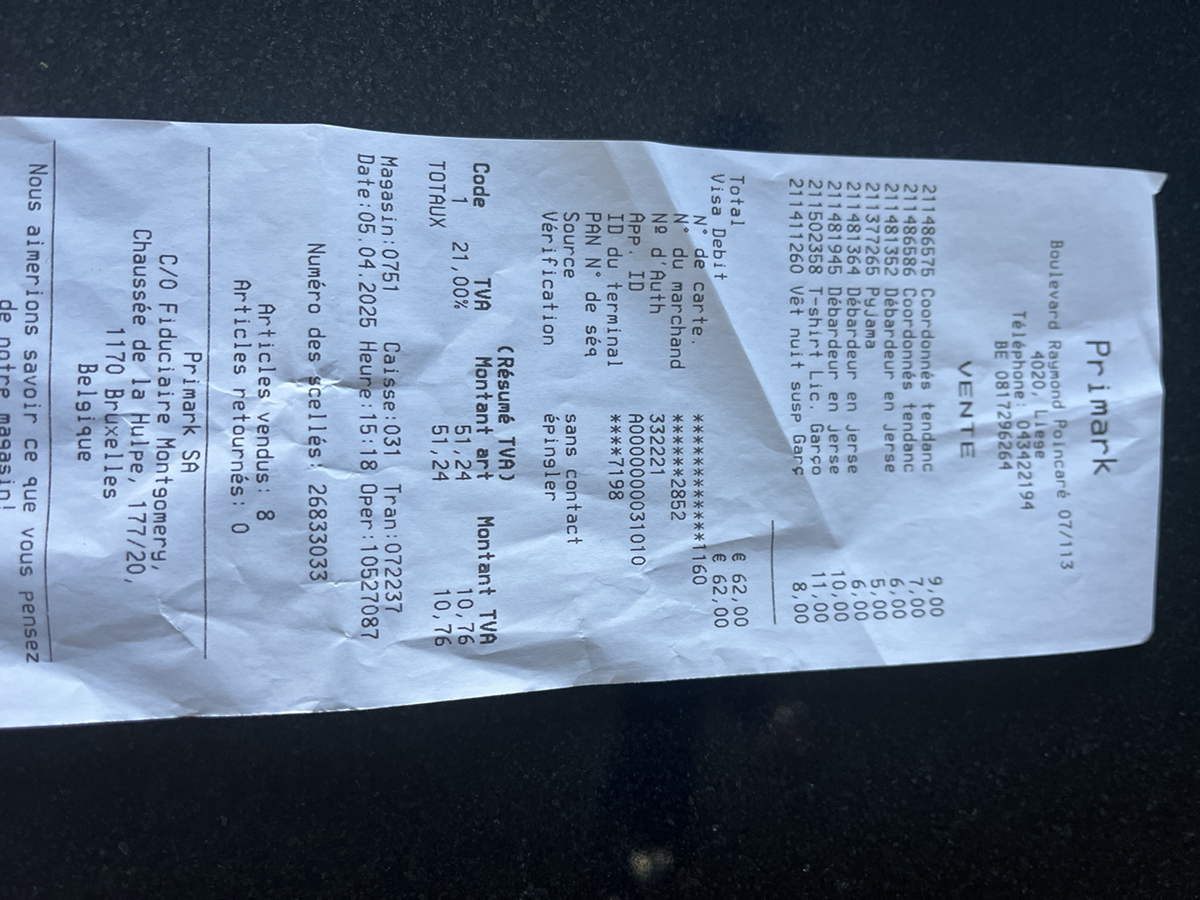 Primark
Boulevard Raymond Poincaré 07/113
4020, Liege
Téléphone: 043422194
BE 0817296264
VENTE
211486575 Coordonnés tendanc 9,00
211486586 Coordonnés tendanc 7,00
211481352 Débardeur en jerse 6,00
211377265 Pyjama 5,00
211481364 Débardeur en jerse 6,00
211481945 Débardeur en jerse 10,00
211502358 T-shirt Lic. Garço 11,00
211411260 Vêt nuit susp Garç 8,00
Total € 62,00
Visa Debit € 62,00
N° de carte. ************1160
N° du marchand ******2852
Nº d'Auth 332221
App. ID A0000000031010
ID du terminal ****7198
PAN N° de séq
Source sans contact
Vérification épingler
(Résumé TVA)
Code TVA Montant art Montant TVA
1 21,00% 51,24 10,76
TOTAUX 51,24 10,76
Magasin:0751 Caisse:031 Tran:072237
Date:05.04.2025 Heure:15:18 Oper:10527087
Numéro des scellés: 26833033
Articles vendus: 8
Articles retournés: 0
Primark SA
C/O Fiduciaire Montgomery,
Chaussée de la Hulpe, 177/20,
1170 Bruxelles
Belgique
Nous aimerions savoir ce que vous pensez
de notre magasin!